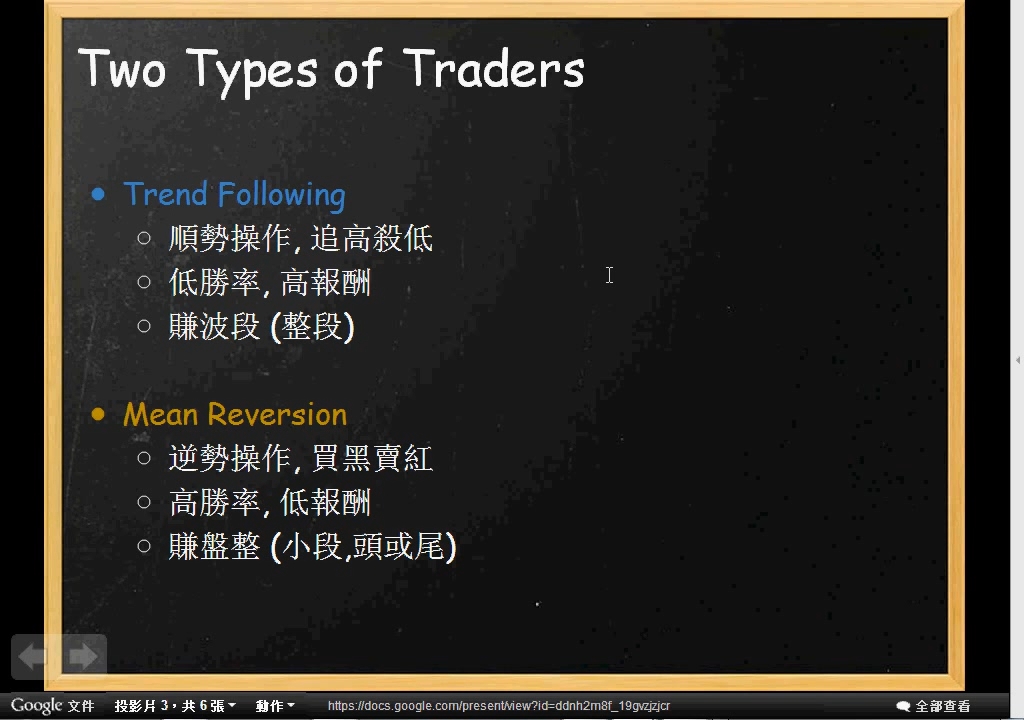 Two Types of Traders
Trend Following
順勢操作, 追高殺低
低勝率, 高報酬
賺波段 (整段)
Mean Reversion
逆勢操作, 買黑賣紅
高勝率, 低報酬
賺盤整 (小段,頭或尾)
Google 文件 投影片 3，共 6 張 動作 https://docs.google.com/present/view?id=ddnh2m8f_19gvzjzjcr 全部查看